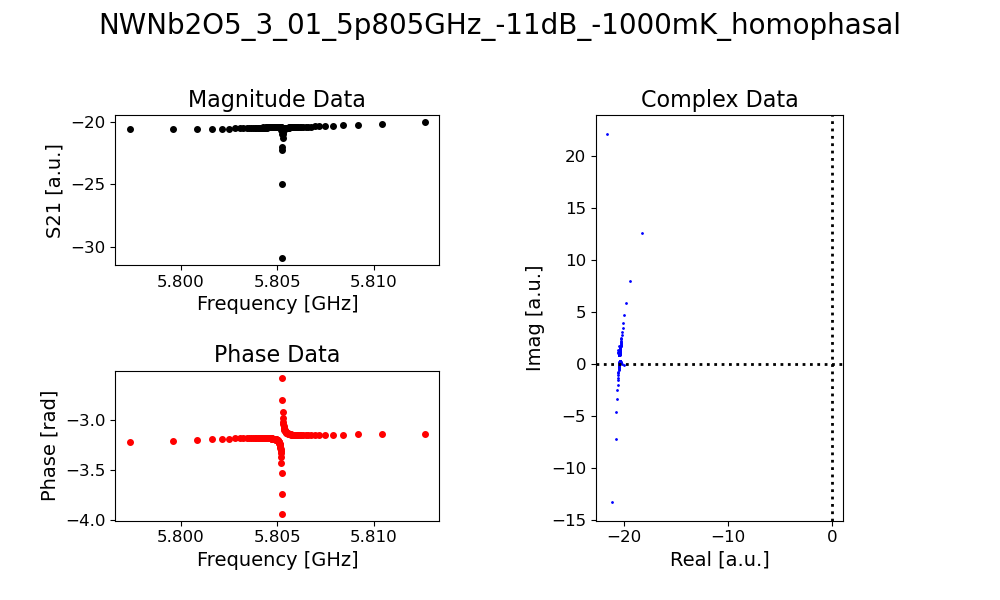 NWNb2O5_3_01_5p805GHz_-11dB_-1000mK_homophasal
Magnitude Data
S21 [a.u.]
−20
−25
−30
5.800 5.805 5.810
Frequency [GHz]
Phase Data
Phase [rad]
−3.0
−3.5
−4.0
5.800 5.805 5.810
Frequency [GHz]
Complex Data
Imag [a.u.]
20
15
10
5
0
−5
−10
−15
−20 −10 0
Real [a.u.]